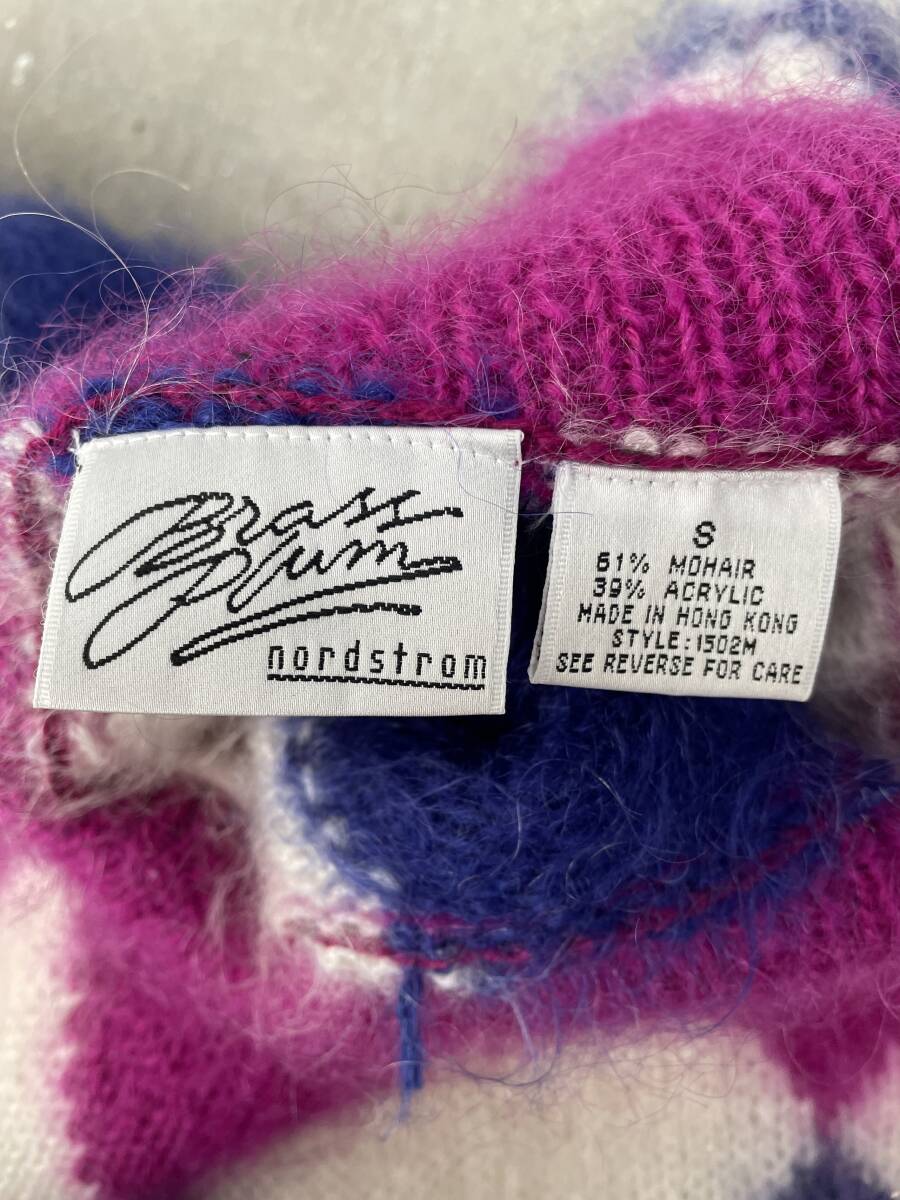 Brass
Plum
nordstrom
S
61% MOHAIR
39% ACRYLIC
MADE IN HONG KONG
STYLE:1502M
SEE REVERSE FOR CARE